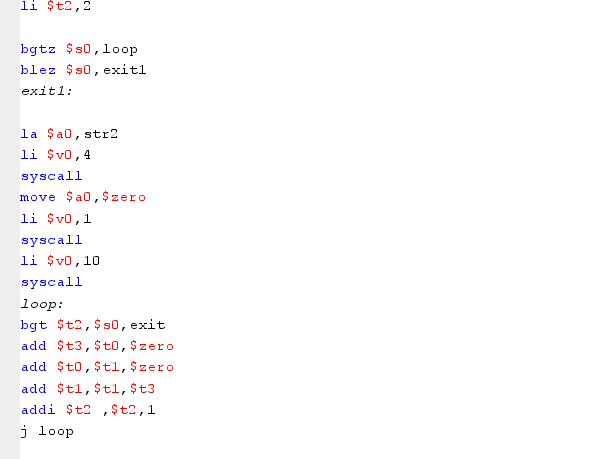 li $t2,2
bgtz $s0,loop
blez $s0,exit1
exit1:
la $a0,str2
li $v0,4
syscall
move $a0,$zero
li $v0,1
syscall
li $v0,10
syscall
loop:
bgt $t2,$s0,exit
add $t3,$t0,$zero
add $t0,$t1,$zero
add $t1,$t1,$t3
addi $t2 ,$t2,1
j loop